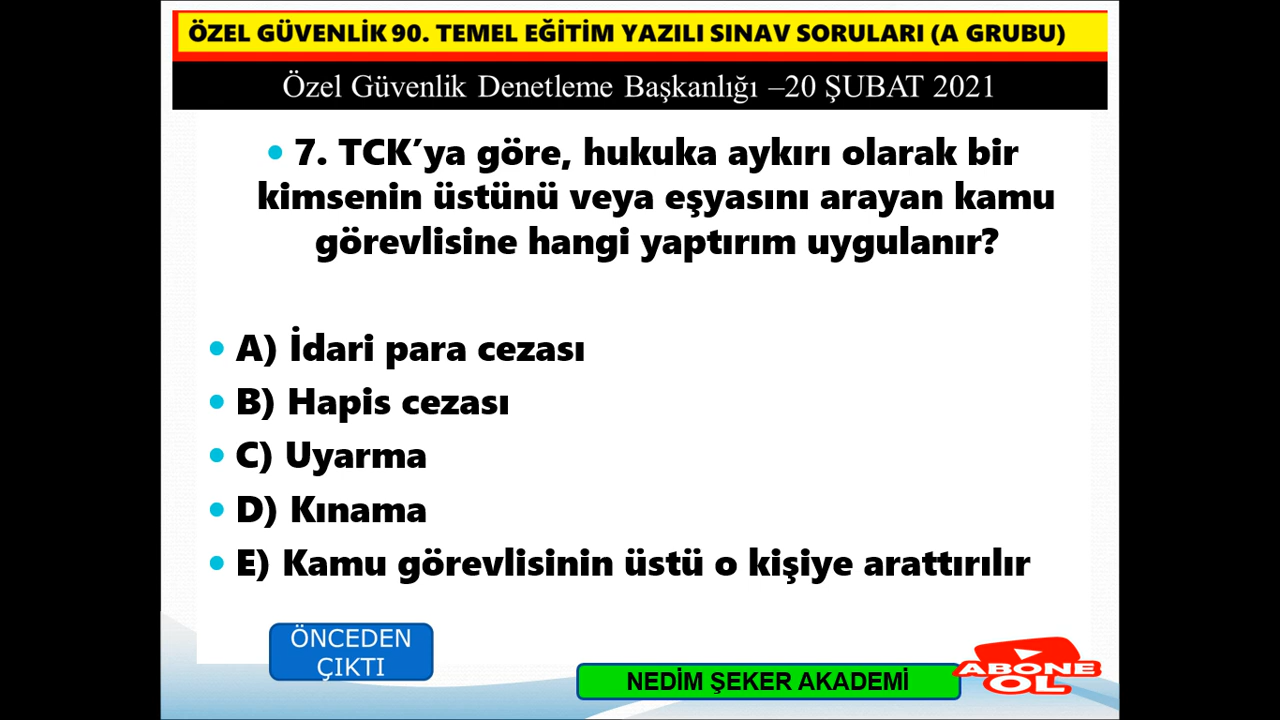 ÖZEL GÜVENLİK 90. TEMEL EĞİTİM YAZILI SINAV SORULARI (A GRUBU)
Özel Güvenlik Denetleme Başkanlığı –20 ŞUBAT 2021
• 7. TCK’ya göre, hukuka aykırı olarak bir
kimsenin üstünü veya eşyasını arayan kamu
görevlisine hangi yaptırım uygulanır?
• A) İdari para cezası
• B) Hapis cezası
• C) Uyarma
• D) Kınama
• E) Kamu görevlisinin üstü o kişiye arattırılır
ÖNCEDEN
ÇIKTI
NEDİM ŞEKER AKADEMİ
ABONE
OL